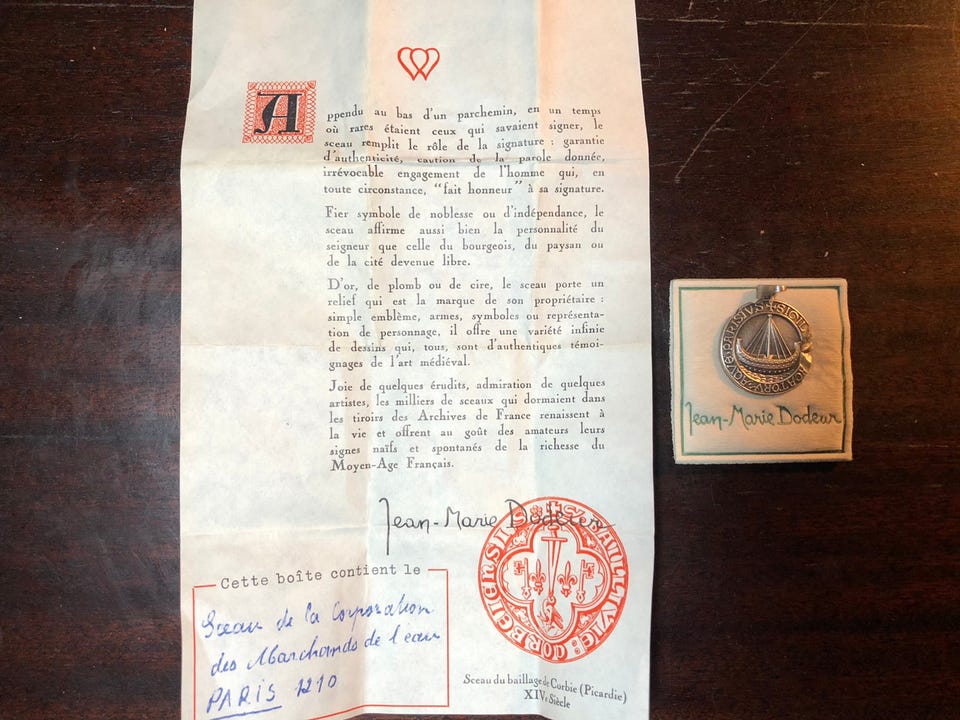 A
ppendu au bas d'un parchemin, en un temps
où rares étaient ceux qui savaient signer, le
sceau remplit le rôle de la signature : garantie
d'authenticité, caution de la parole donnée,
irrévocable engagement de l'homme qui, en
toute circonstance, "fait honneur" à sa signature.
Fier symbole de noblesse ou d'indépendance, le
sceau affirme aussi bien la personnalité du
seigneur que celle du bourgeois, du paysan ou
de la cité devenue libre.
D'or, de plomb ou de cire, le sceau porte un
relief qui est la marque de son propriétaire :
simple emblème, armes, symboles ou représenta-
tion de personnage, il offre une variété infinie
de dessins qui, tous, sont d'authentiques témoi-
gnages de l'art médiéval.
Joie de quelques érudits, admiration de quelques
artistes, les milliers de sceaux qui dormaient dans
les tiroirs des Archives de France renaissent à
la vie et offrent au goût des amateurs leurs
signes naïfs et spontanés de la richesse du
Moyen-Age Français.
Jean-Marie
Cette boîte contient le
Sceau de la Corporation
des Marchands de l'eau
PARIS 1210
BAILLIVIE CORBEIENSIS
Sceau du baillage de Corbie (Picardie)
XIVe Siècle
PARISIVS SIGILL
Jean-Marie Dodeur